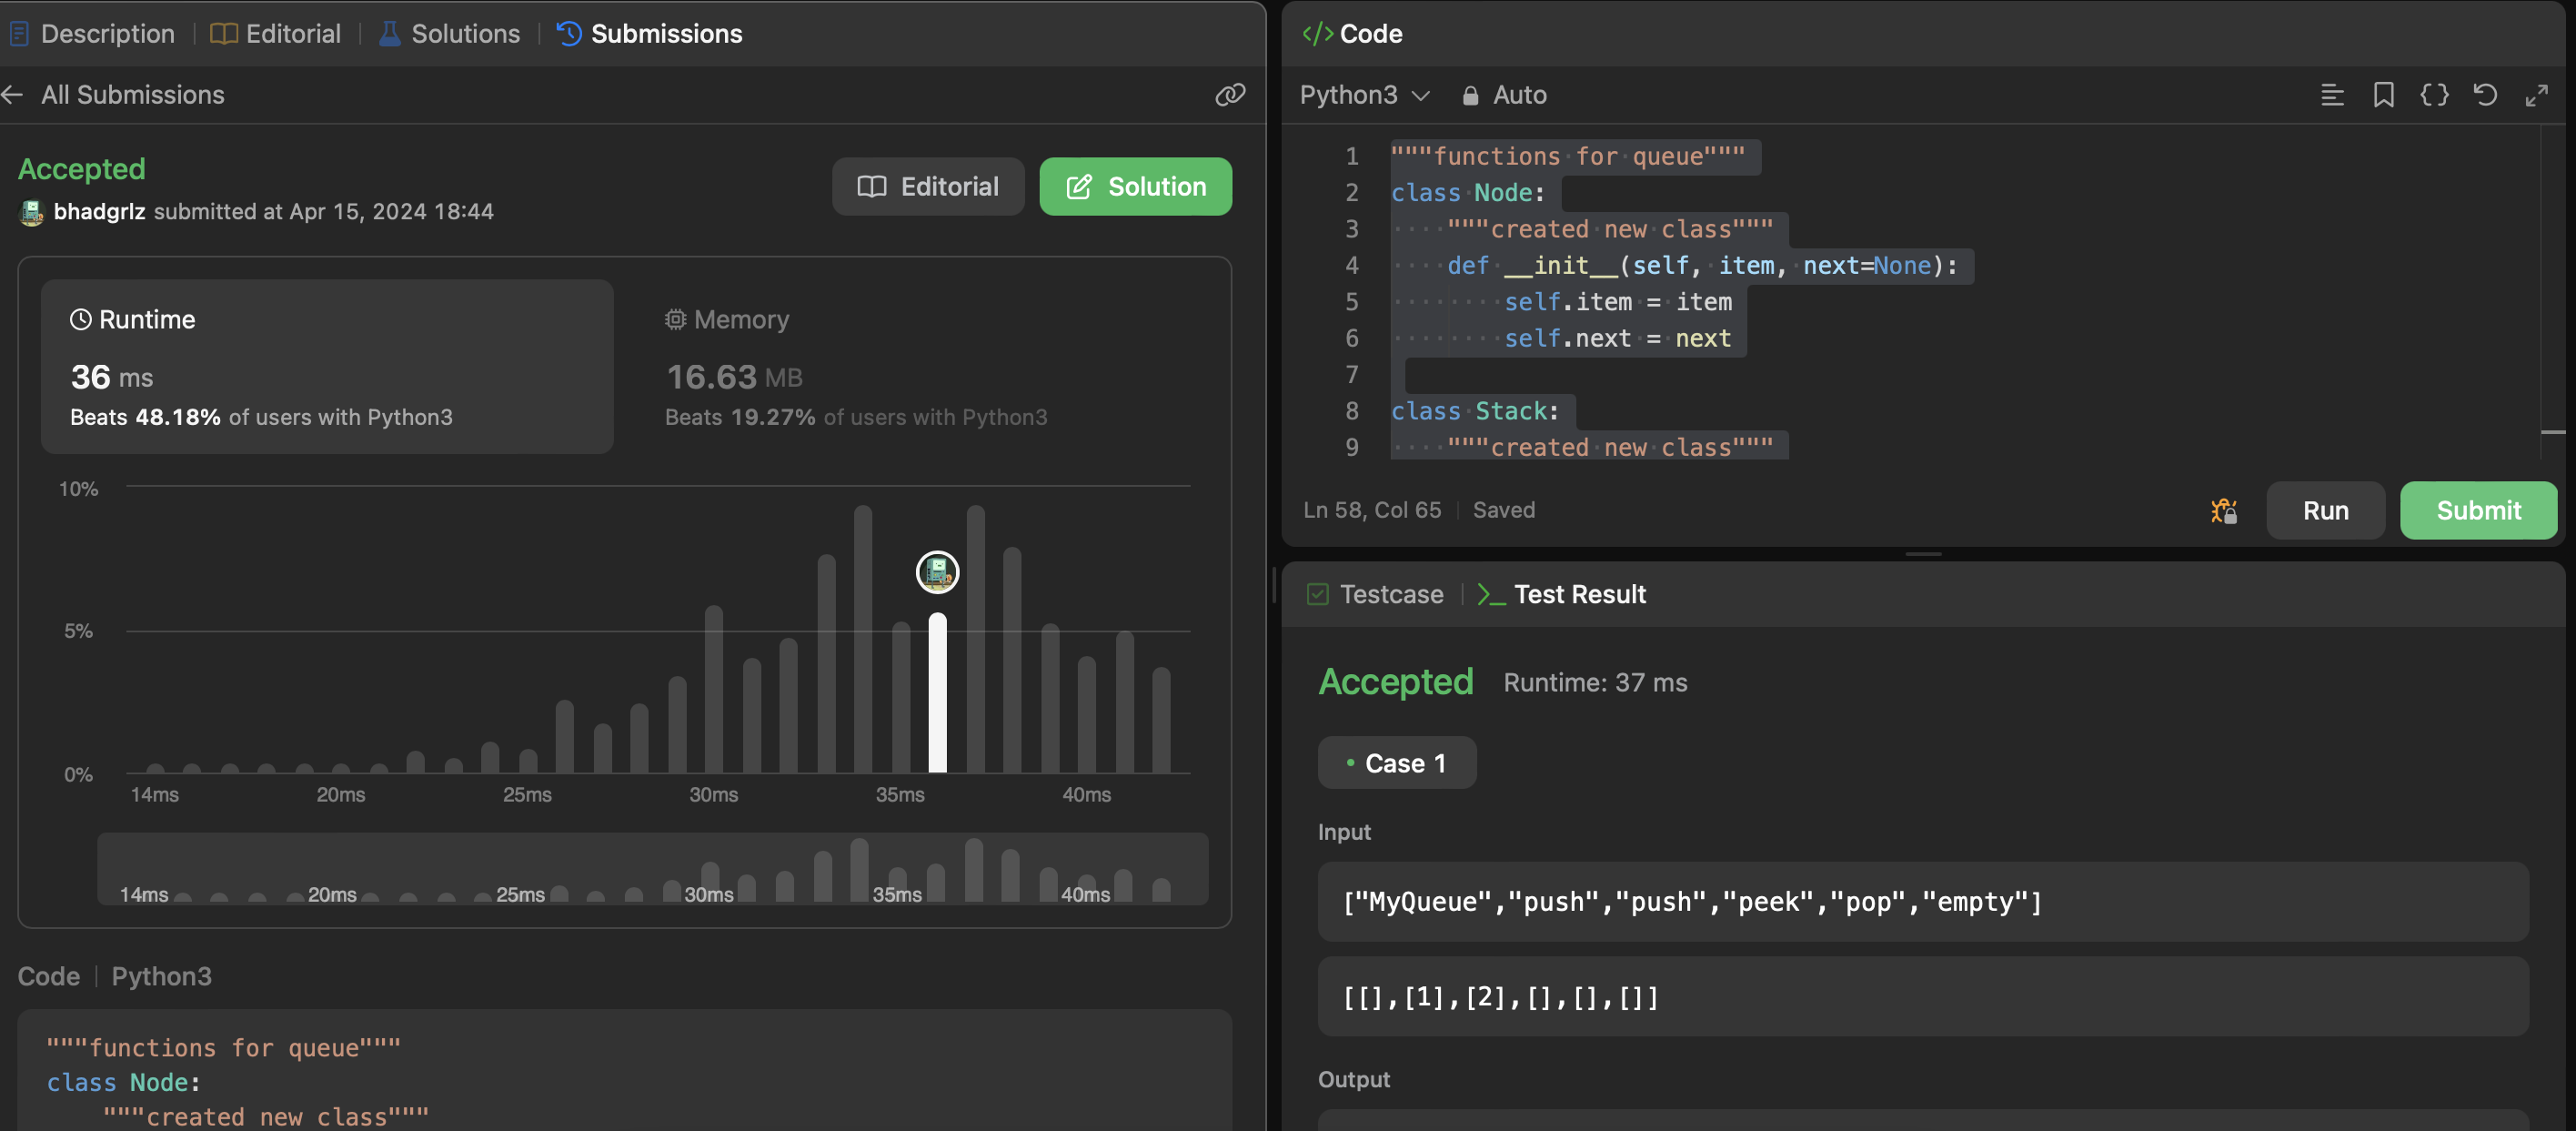 Description | Editorial | Solutions | Submissions
All Submissions
Accepted
bhadgrlz submitted at Apr 15, 2024 18:44
Editorial
Solution
Runtime
36 ms
Beats 48.18% of users with Python3
Memory
16.63 MB
Beats 19.27% of users with Python3
10%
5%
0%
14ms 20ms 25ms 30ms 35ms 40ms
14ms 20ms 25ms 30ms 35ms 40ms
Code | Python3
"""functions for queue"""
class Node:
    """created new class"""
</> Code
Python3 Auto
1 """functions for queue"""
2 class Node:
3     """created new class"""
4     def __init__(self, item, next=None):
5         self.item = item
6         self.next = next
7
8 class Stack:
9     """created new class"""
Ln 58, Col 65 | Saved
Run
Submit
Testcase | >_ Test Result
Accepted Runtime: 37 ms
• Case 1
Input
["MyQueue","push","push","peek","pop","empty"]
[[],[1],[2],[],[],[]]
Output